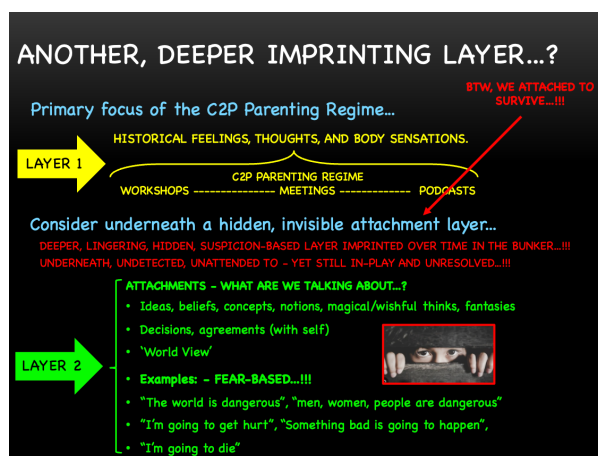 ANOTHER, DEEPER IMPRINTING LAYER...?
BTW, WE ATTACHED TO
SURVIVE...!!!
Primary focus of the C2P Parenting Regime...
HISTORICAL FEELINGS, THOUGHTS, AND BODY SENSATIONS.
LAYER 1
C2P PARENTING REGIME
WORKSHOPS --------------- MEETINGS ------------- PODCASTS
Consider underneath a hidden, invisible attachment layer...
DEEPER, LINGERING, HIDDEN, SUSPICION-BASED LAYER IMPRINTED OVER TIME IN THE BUNKER...!!!
UNDERNEATH, UNDETECTED, UNATTENDED TO - YET STILL IN-PLAY AND UNRESOLVED...!!!
ATTACHMENTS - WHAT ARE WE TALKING ABOUT...?
• Ideas, beliefs, concepts, notions, magical/wishful thinks, fantasies
• Decisions, agreements (with self)
• 'World View'
LAYER 2
• Examples: - FEAR-BASED...!!!
• "The world is dangerous", "men, women, people are dangerous"
• "I'm going to get hurt", "Something bad is going to happen",
• "I'm going to die"